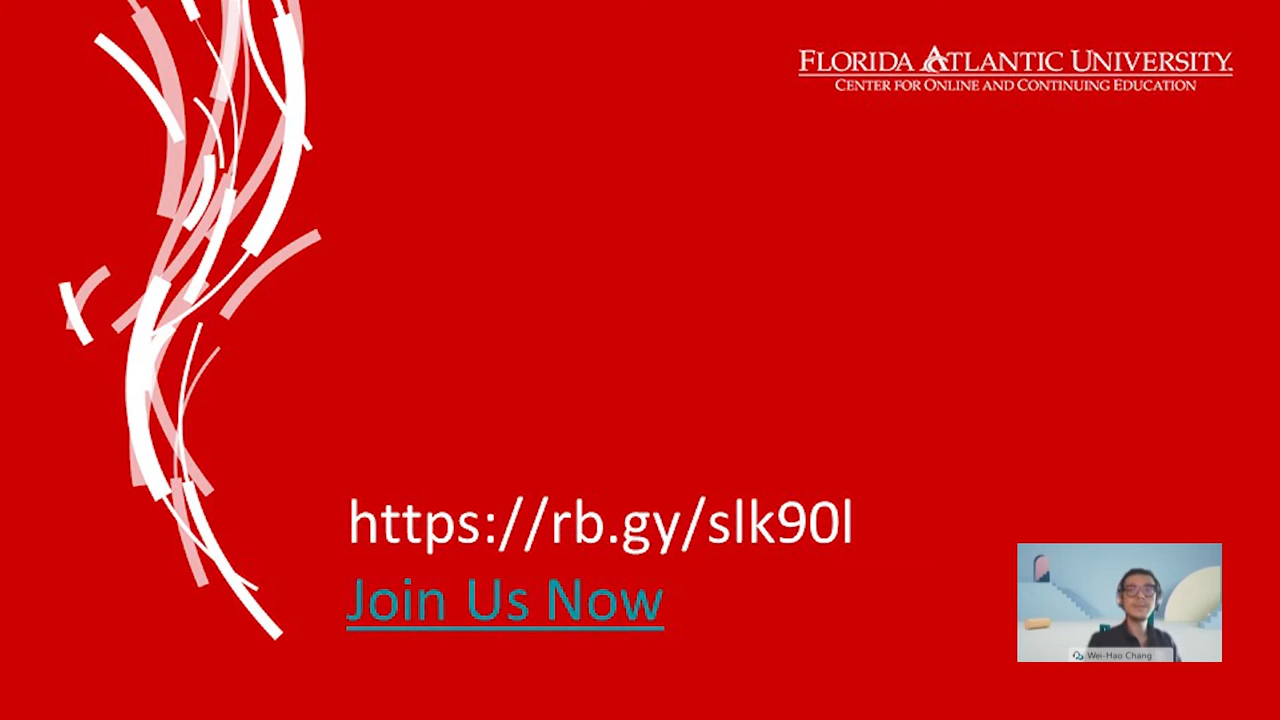 FLORIDA ATLANTIC UNIVERSITY
CENTER FOR ONLINE AND CONTINUING EDUCATION
https://rb.gy/slk90l
Join Us Now
Wei-Hao Chang